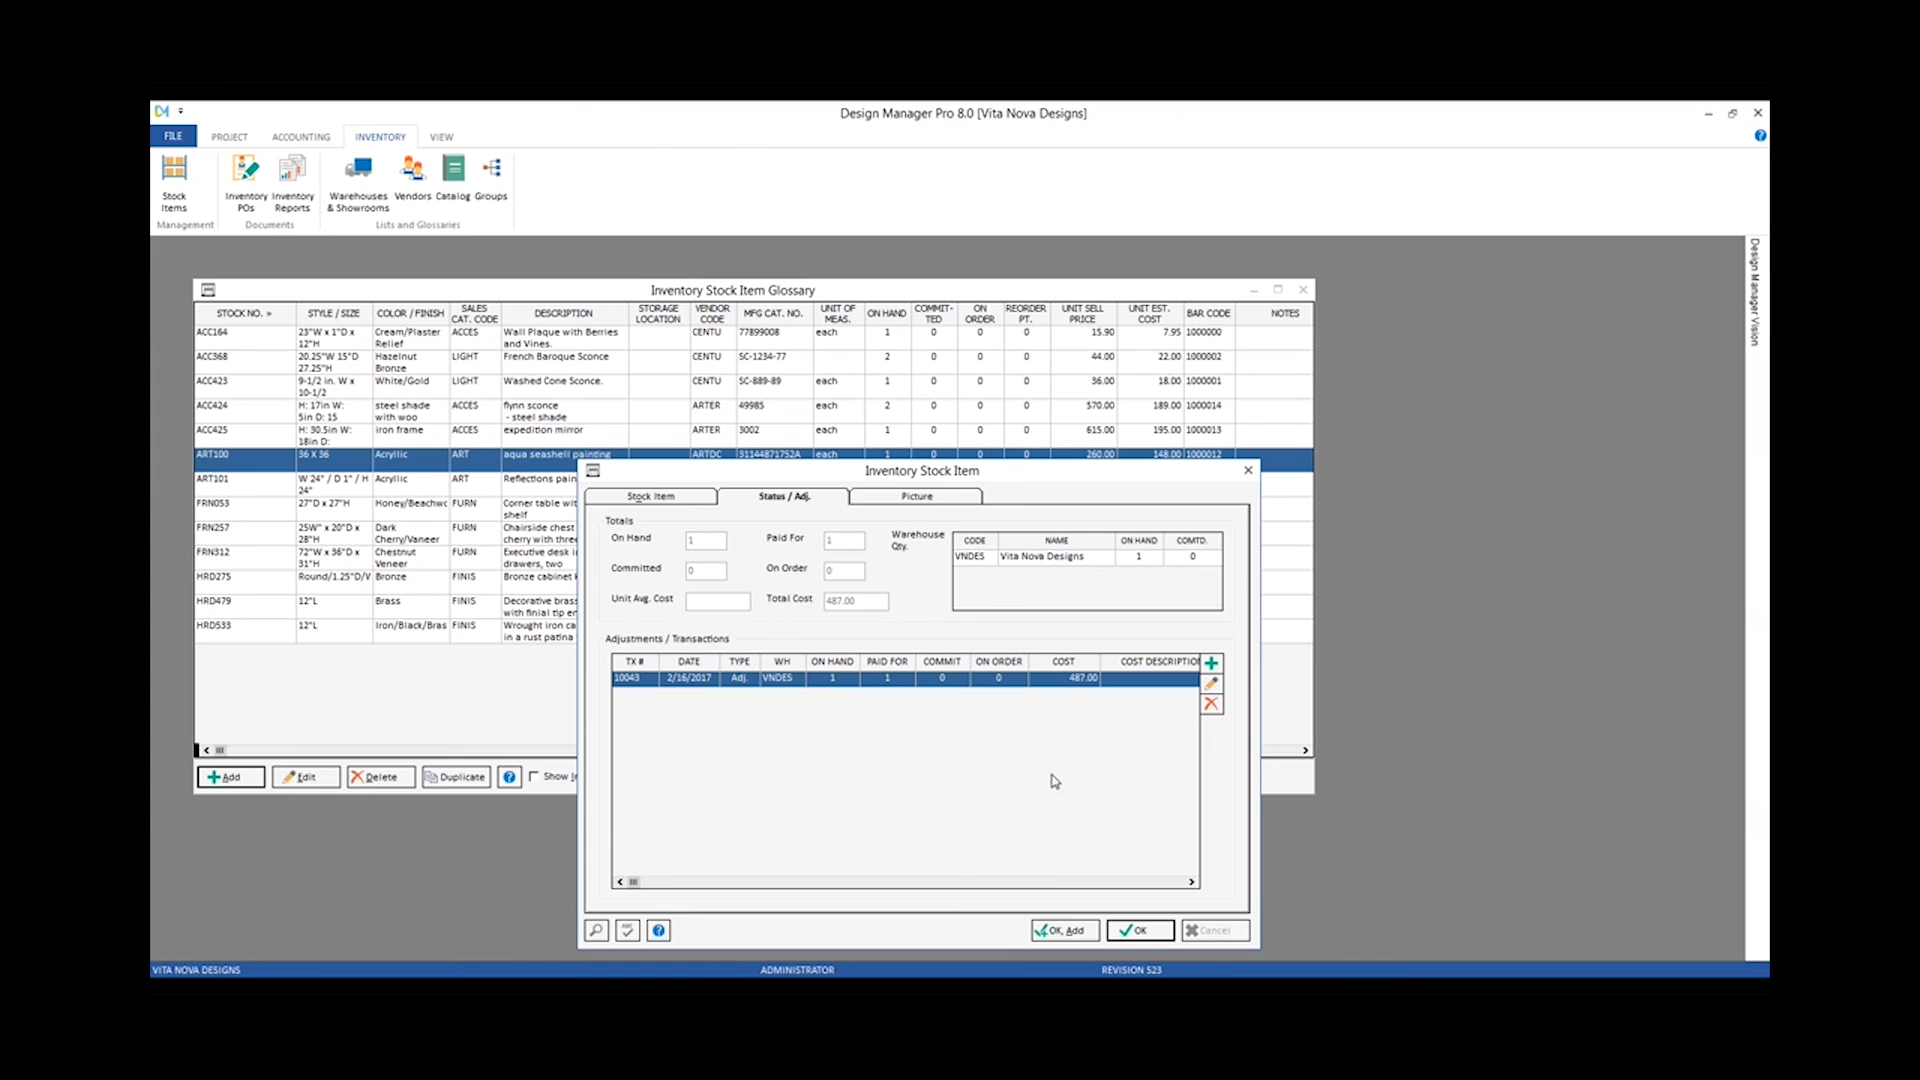 Design Manager Pro 8.0 [Vita Nova Designs]
FILE PROJECT ACCOUNTING INVENTORY VIEW
Stock Items
Inventory POs
Inventory Reports
Warehouses & Showrooms
Vendors
Catalog
Groups
Management Documents Lists and Glossaries
Design Manager Vision
Inventory Stock Item Glossary
STOCK NO. » STYLE / SIZE COLOR / FINISH SALES CAT. CODE DESCRIPTION STORAGE LOCATION VENDOR CODE MFG CAT. NO. UNIT OF MEAS. ON HAND COMMIT-TED ON ORDER REORDER PT. UNIT SELL PRICE UNIT EST. COST BAR CODE NOTES
ACC164 23"W x 1"D x 12"H Cream/Plaster Relief ACCES Wall Plaque with Berries and Vines. CENTU 77899008 each 1 0 0 0 15.90 7.95 1000000
ACC368 20.25"W 15"D 27.25"H Hazelnut Bronze LIGHT French Baroque Sconce CENTU SC-1234-77 2 0 0 0 44.00 22.00 1000002
ACC423 9-1/2 in. W x 10-1/2 White/Gold LIGHT Washed Cone Sconce. CENTU SC-889-89 each 1 0 0 0 36.00 18.00 1000001
ACC424 H: 17in W: 5in D: 15 steel shade with woo ACCES flynn sconce - steel shade ARTER 49985 each 2 0 0 0 570.00 189.00 1000014
ACC425 H: 30.5in W: 18in D: iron frame ACCES expedition mirror ARTER 3002 each 1 0 0 0 615.00 195.00 1000013
ART100 36 X 36 Acryllic ART aqua seashell painting ARTDC 31144871752A each 1 0 0 0 260.00 148.00 1000012
ART101 W 24" / D 1" / H 24" Acryllic ART Reflections pain
FRN053 27"D x 27"H Honey/Beachwc FURN Corner table wit shelf
FRN257 25W" x 20"D x 28"H Dark Cherry/Vaneer FURN Chairside chest cherry with three
FRN312 72"W x 36"D x 31"H Chestnut Veneer FURN Executive desk i drawers, two
HRD275 Round/1.25"D/V Bronze FINIS Bronze cabinet k
HRD479 12"L Brass FINIS Decorative brass with finial tip en
HRD533 12"L Iron/Black/Bras FINIS Wrought iron ca in a rust patina
Add Edit Delete Duplicate Show I
Inventory Stock Item
Stock Item Status / Adj. Picture
Totals
On Hand 1 Paid For 1 Warehouse Qty.
Committed 0 On Order 0
Unit Avg. Cost Total Cost 487.00
CODE NAME ON HAND COMTD.
VNDES Vita Nova Designs 1 0
Adjustments / Transactions
TX # DATE TYPE WH ON HAND PAID FOR COMMIT ON ORDER COST COST DESCRIPTIO
10043 2/16/2017 Adj. VNDES 1 1 0 0 487.00
OK, Add OK Cancel
VITA NOVA DESIGNS ADMINISTRATOR REVISION 523